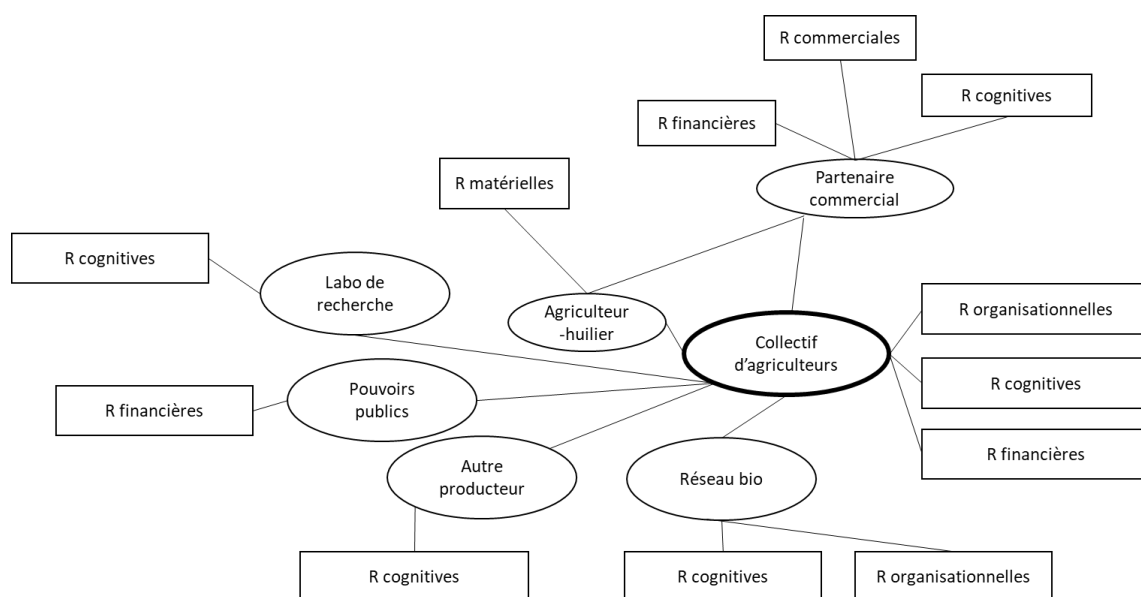 R commerciales
R cognitives
R financières
R matérielles
Partenaire
commercial
R cognitives
Labo de
recherche
Agriculteur
-huilier
R organisationnelles
Collectif
d'agriculteurs
R cognitives
Pouvoirs
publics
R financières
R financières
Autre
producteur
Réseau bio
R cognitives
R cognitives
R organisationnelles